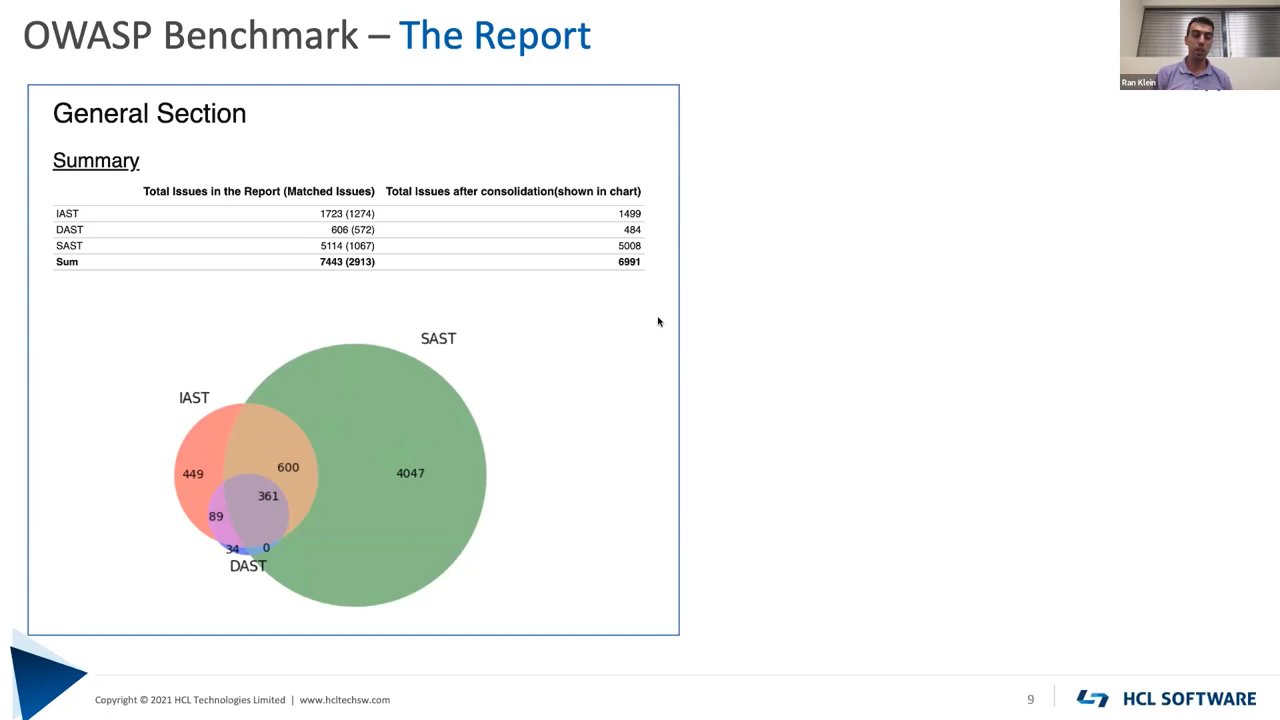 OWASP Benchmark – The Report
Ran Klein
General Section
Summary
Total Issues in the Report (Matched Issues) Total Issues after consolidation(shown in chart)
IAST 1723 (1274) 1499
DAST 606 (572) 484
SAST 5114 (1067) 5008
Sum 7443 (2913) 6991
SAST
IAST
449 600 4047
361
89
34 0
DAST
Copyright © 2021 HCL Technologies Limited | www.hcltechsw.com
9
HCL SOFTWARE